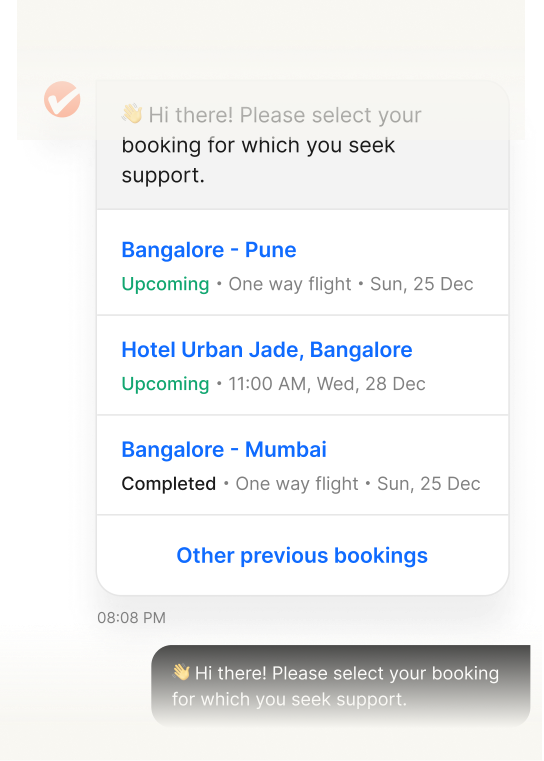 👋 Hi there! Please select your
booking for which you seek
support.
Bangalore - Pune
Upcoming • One way flight • Sun, 25 Dec
Hotel Urban Jade, Bangalore
Upcoming • 11:00 AM, Wed, 28 Dec
Bangalore - Mumbai
Completed • One way flight • Sun, 25 Dec
Other previous bookings
08:08 PM
👋 Hi there! Please select your booking
for which you seek support.